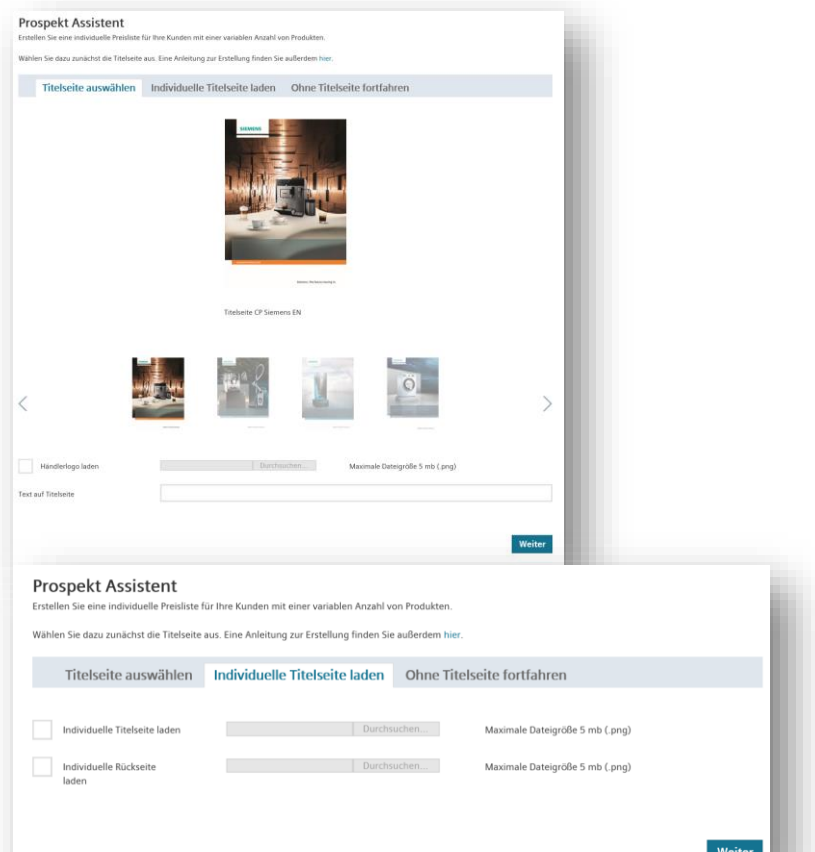 Prospekt Assistent
Erstellen Sie eine individuelle Preisliste für Ihre Kunden mit einer variablen Anzahl von Produkten.
Wählen Sie dazu zunächst die Titelseite aus. Eine Anleitung zur Erstellung finden Sie außerdem hier.
Titelseite auswählen Individuelle Titelseite laden Ohne Titelseite fortfahren
SIEMENS
Titelseite CP Siemens EN
Händlerlogo laden Durchsuchen... Maximale Dateigröße 5 mb (.png)
Text auf Titelseite
Weiter
Prospekt Assistent
Erstellen Sie eine individuelle Preisliste für Ihre Kunden mit einer variablen Anzahl von Produkten.
Wählen Sie dazu zunächst die Titelseite aus. Eine Anleitung zur Erstellung finden Sie außerdem hier.
Titelseite auswählen Individuelle Titelseite laden Ohne Titelseite fortfahren
Individuelle Titelseite laden Durchsuchen... Maximale Dateigröße 5 mb (.png)
Individuelle Rückseite Durchsuchen... Maximale Dateigröße 5 mb (.png)
laden
Weiter